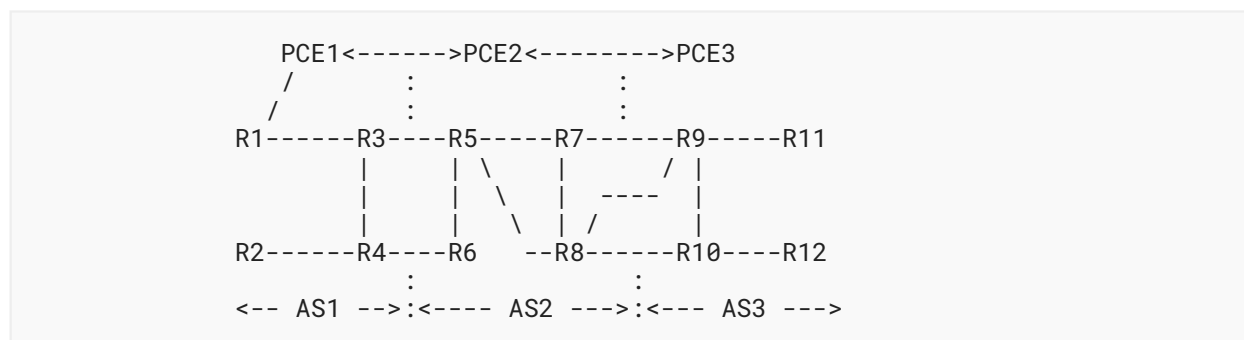 PCE1<------>PCE2<-------->PCE3
/ : :
/ : :
R1------R3----R5-----R7------R9-----R11
| | \ | / |
| | \ | ---- |
| | \ | / |
R2------R4----R6 --R8------R10----R12
: :
<-- AS1 -->:<---- AS2 --->:<--- AS3 --->